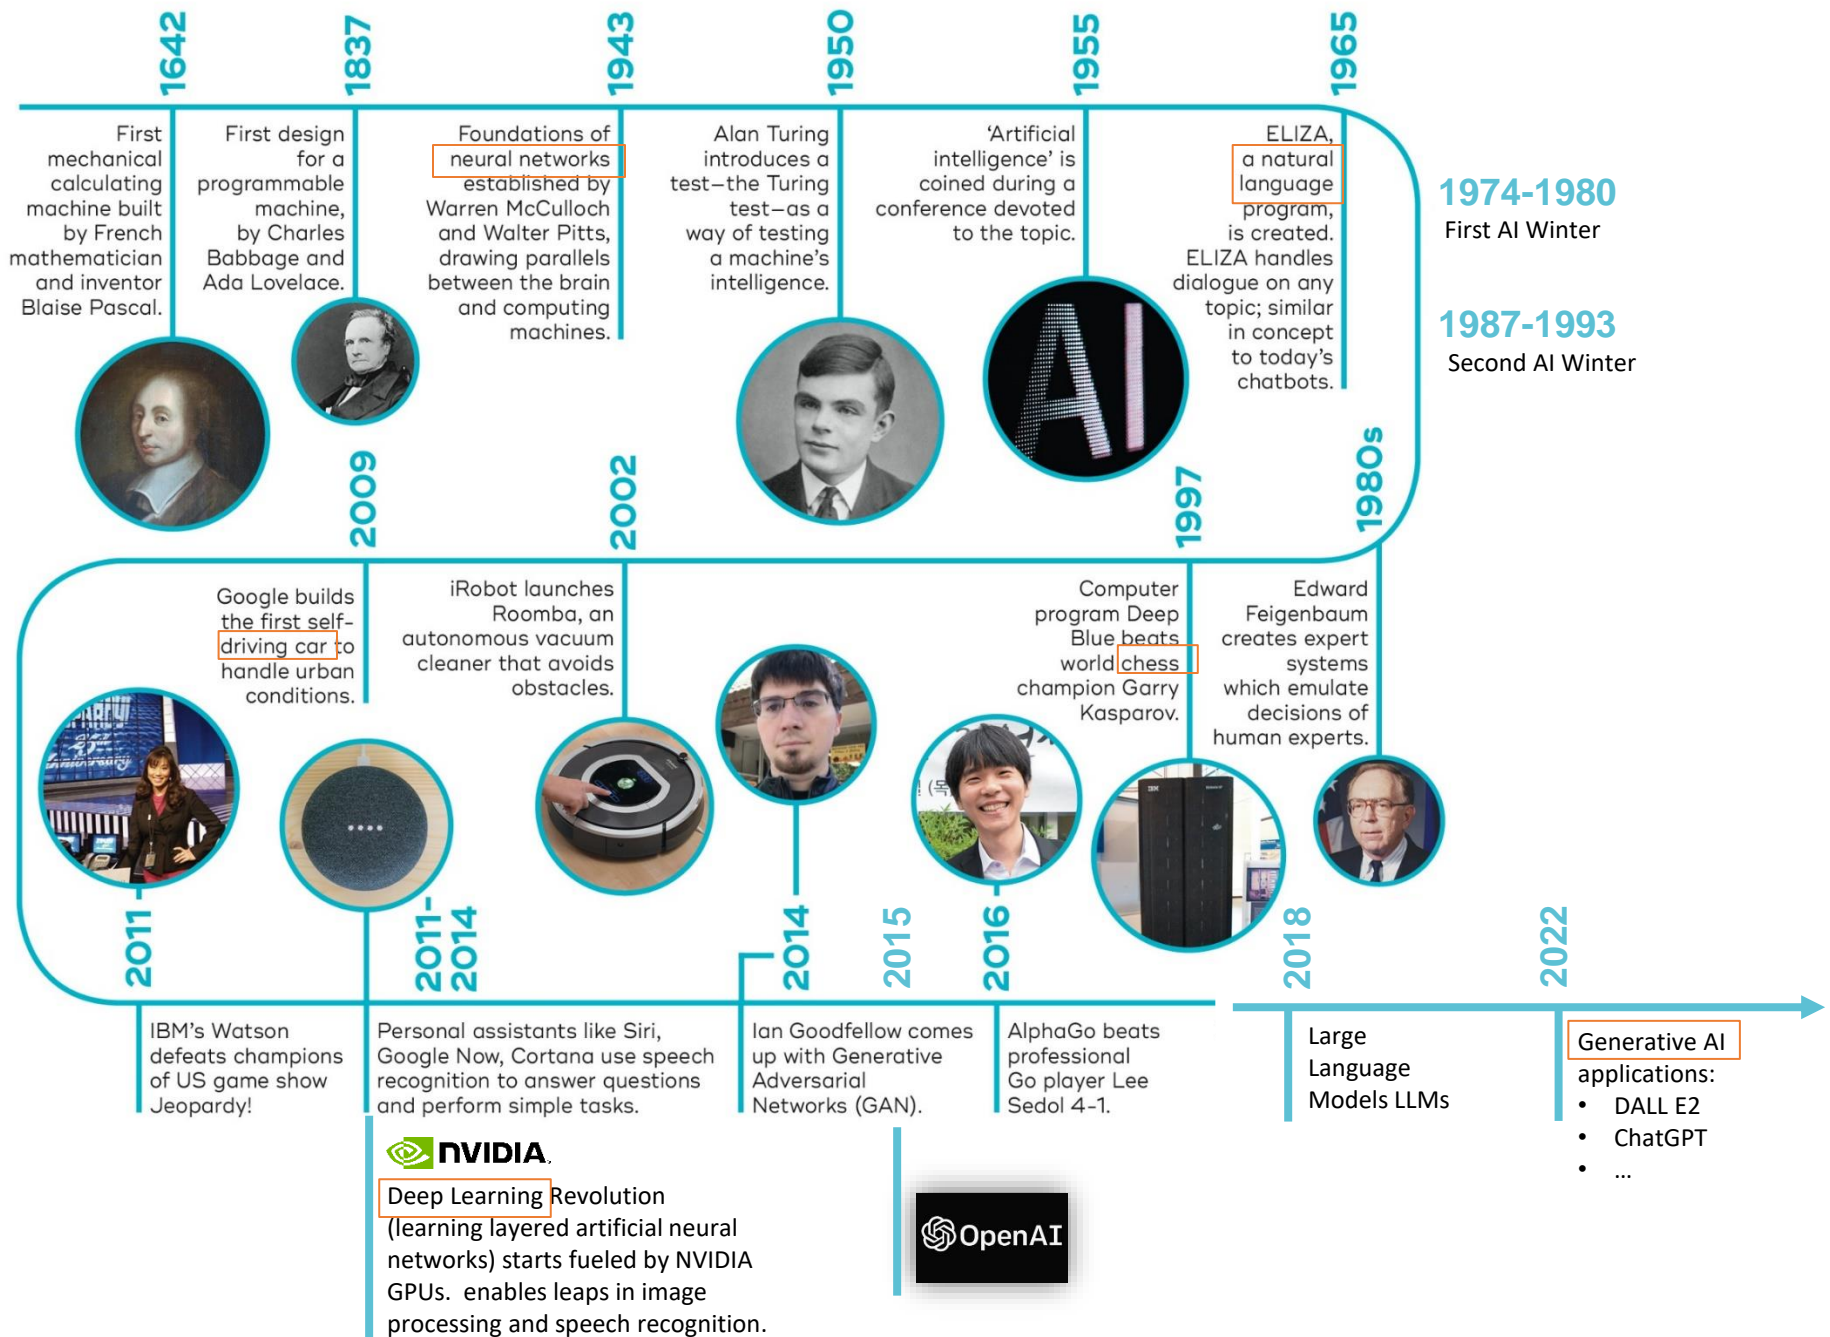 1642
First
mechanical
calculating
machine built
by French
mathematician
and inventor
Blaise Pascal.
1837
First design
for a
programmable
machine,
by Charles
Babbage and
Ada Lovelace.
1943
Foundations of
neural networks
established by
Warren McCulloch
and Walter Pitts,
drawing parallels
between the brain
and computing
machines.
1950
Alan Turing
introduces a
test–the Turing
test–as a
way of testing
a machine's
intelligence.
1955
'Artificial
intelligence' is
coined during a
conference devoted
to the topic.
AI
1965
ELIZA,
a natural
language
program,
is created.
ELIZA handles
dialogue on any
topic; similar
in concept
to today's
chatbots.
1974-1980
First AI Winter
1987-1993
Second AI Winter
1980s
Edward
Feigenbaum
creates expert
systems
which emulate
decisions of
human experts.
1997
Computer
program Deep
Blue beats
world chess
champion Garry
Kasparov.
IBM
2002
iRobot launches
Roomba, an
autonomous vacuum
cleaner that avoids
obstacles.
2009
Google builds
the first self-
driving car to
handle urban
conditions.
2011
IBM's Watson
defeats champions
of US game show
Jeopardy!
2011-
2014
Personal assistants like Siri,
Google Now, Cortana use speech
recognition to answer questions
and perform simple tasks.
NVIDIA.
Deep Learning Revolution
(learning layered artificial neural
networks) starts fueled by NVIDIA
GPUs.  enables leaps in image
processing and speech recognition.
2014
Ian Goodfellow comes
up with Generative
Adversarial
Networks (GAN).
2015
OpenAI
2016
AlphaGo beats
professional
Go player Lee
Sedol 4-1.
2018
Large
Language
Models LLMs
2022
Generative AI
applications:
• DALL E2
• ChatGPT
• ...